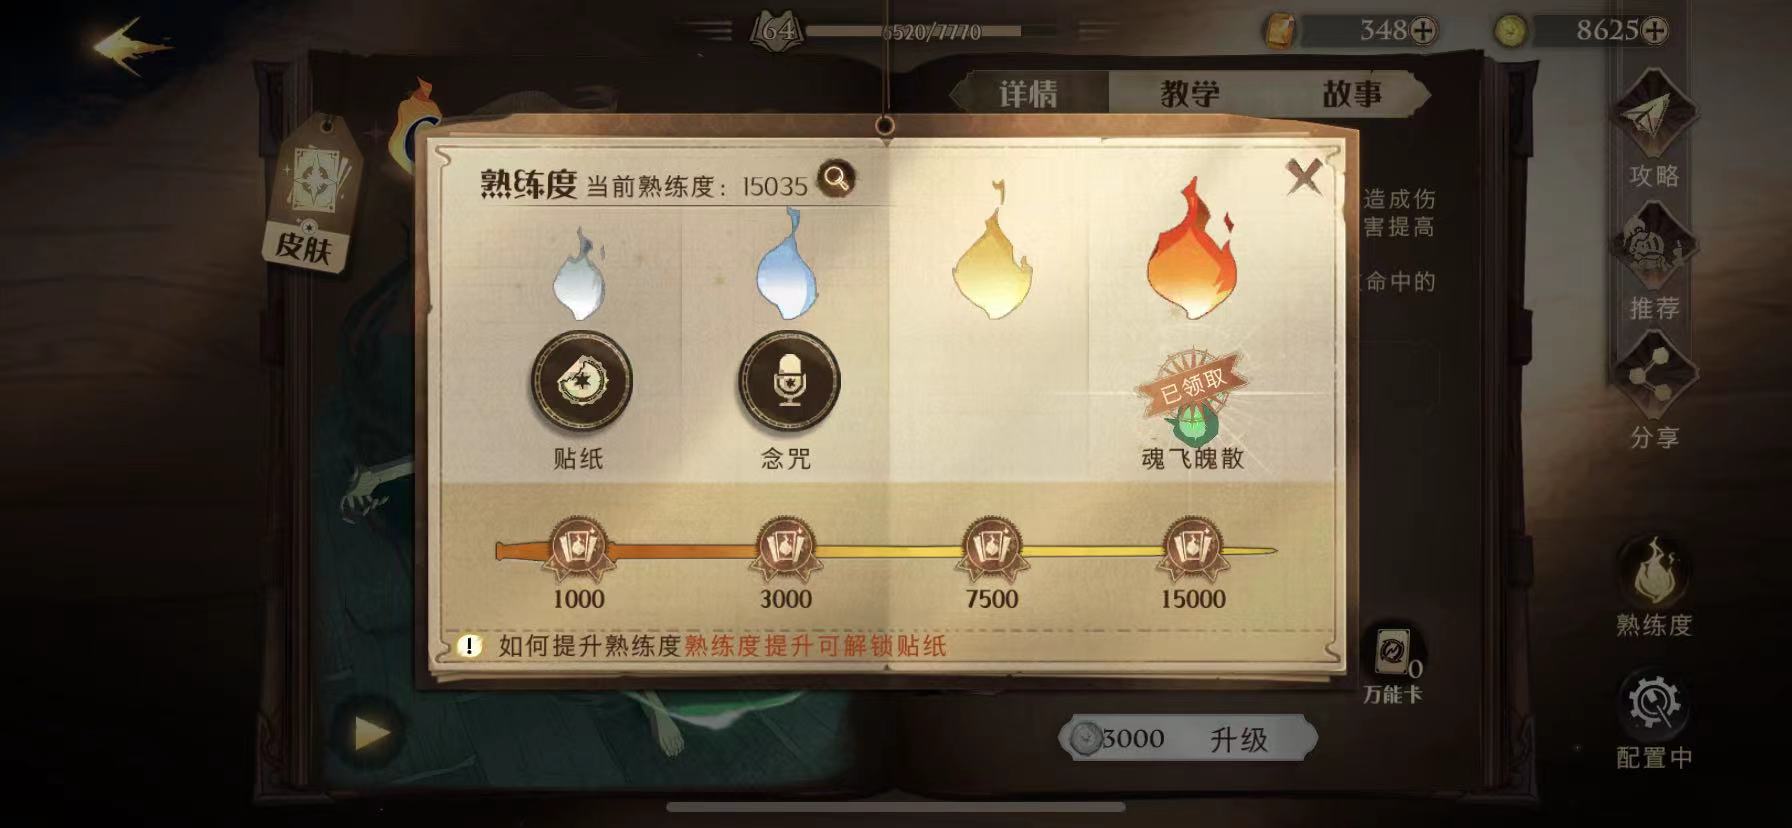 64
6520/7770
348
8625
详情
教学
故事
皮肤
熟练度 当前熟练度：15035
造成伤
害提高
命中的
已领取
贴纸
念咒
魂飞魄散
1000
3000
7500
15000
! 如何提升熟练度熟练度提升可解锁贴纸
0
万能卡
3000 升级
攻略
推荐
分享
熟练度
配置中